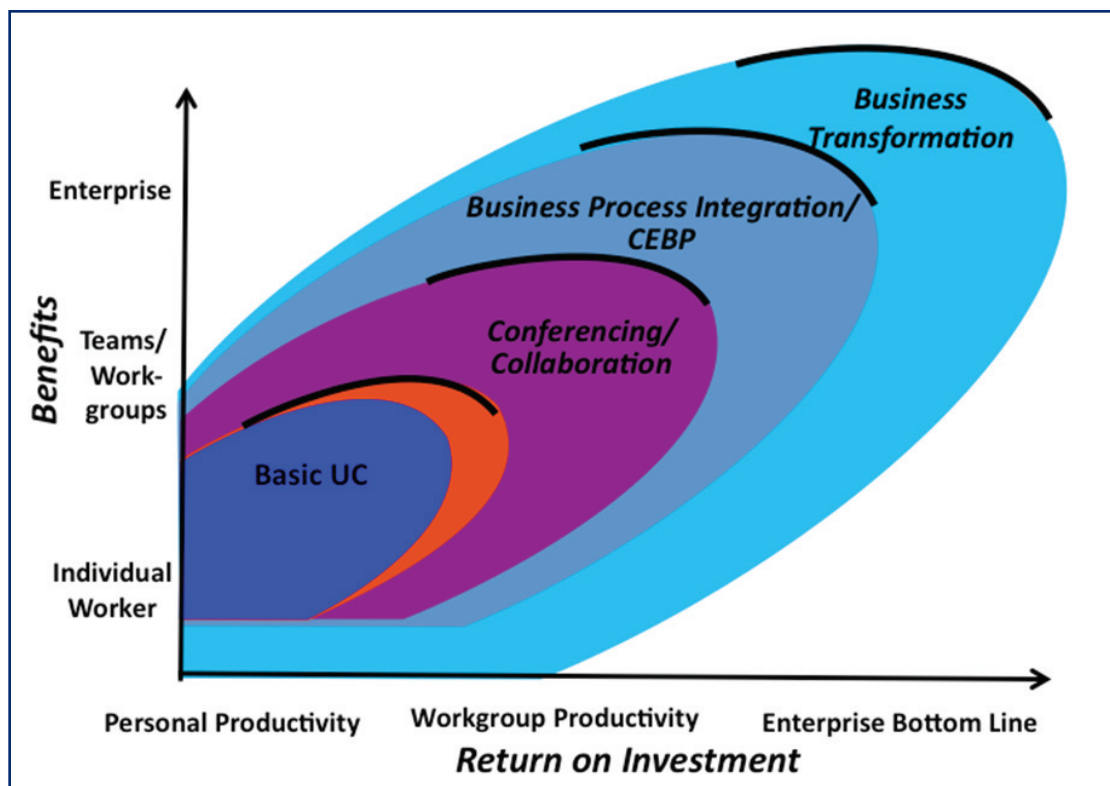 Business
Transformation
Enterprise
Business Process Integration/
CEBP
Benefits
Teams/
Work-
groups
Conferencing/
Collaboration
Basic UC
Individual
Worker
Personal Productivity
Workgroup Productivity
Enterprise Bottom Line
Return on Investment